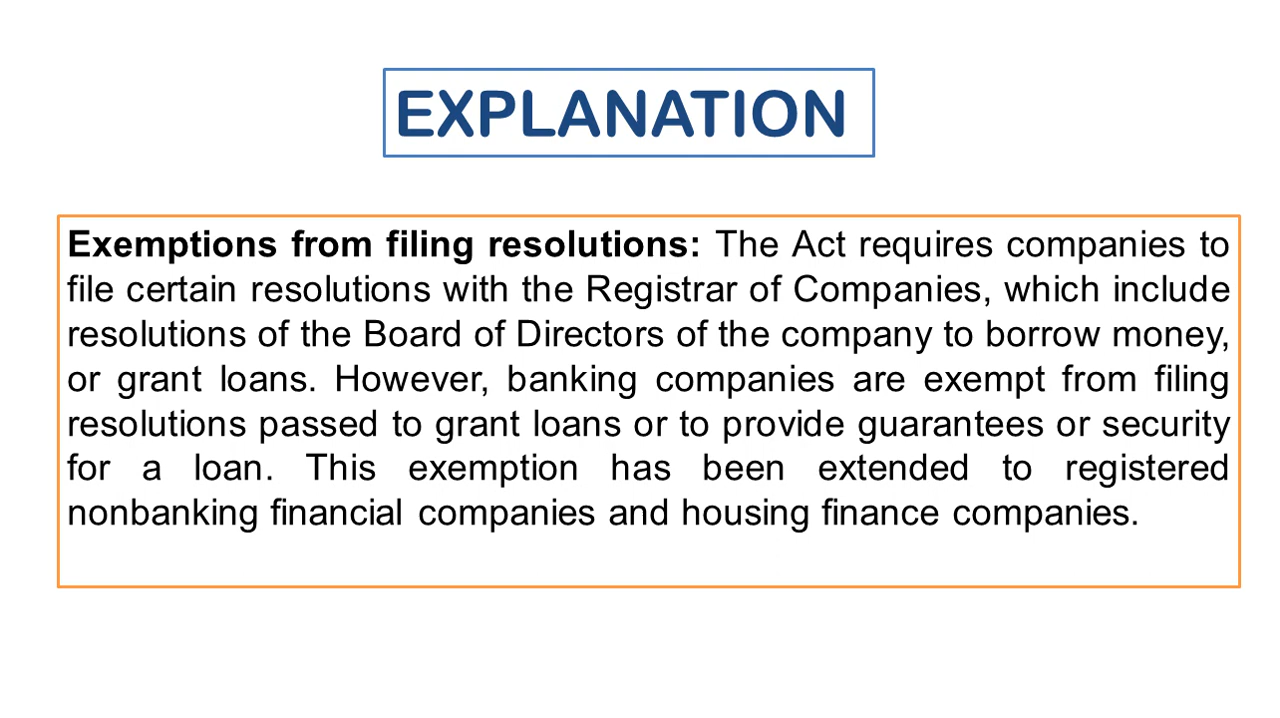 EXPLANATION
Exemptions from filing resolutions: The Act requires companies to
file certain resolutions with the Registrar of Companies, which include
resolutions of the Board of Directors of the company to borrow money,
or grant loans. However, banking companies are exempt from filing
resolutions passed to grant loans or to provide guarantees or security
for a loan. This exemption has been extended to registered
nonbanking financial companies and housing finance companies.